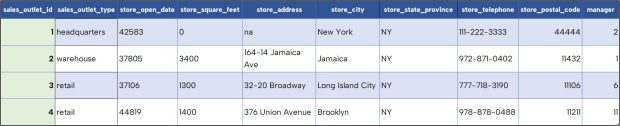 sales_outlet_id sales_outlet_type store_open_date store_square_feet store_address store_city store_state_province store_telephone store_postal_code manager
1 headquarters 42583 0 na New York NY 111-222-3333 44444 2
2 warehouse 37805 3400 164-14 Jamaica Ave Jamaica NY 972-871-0402 11432 1
3 retail 37106 1300 32-20 Broadway Long Island City NY 777-718-3190 11106 6
4 retail 44819 1400 376 Union Avenue Brooklyn NY 978-878-0488 11211 11